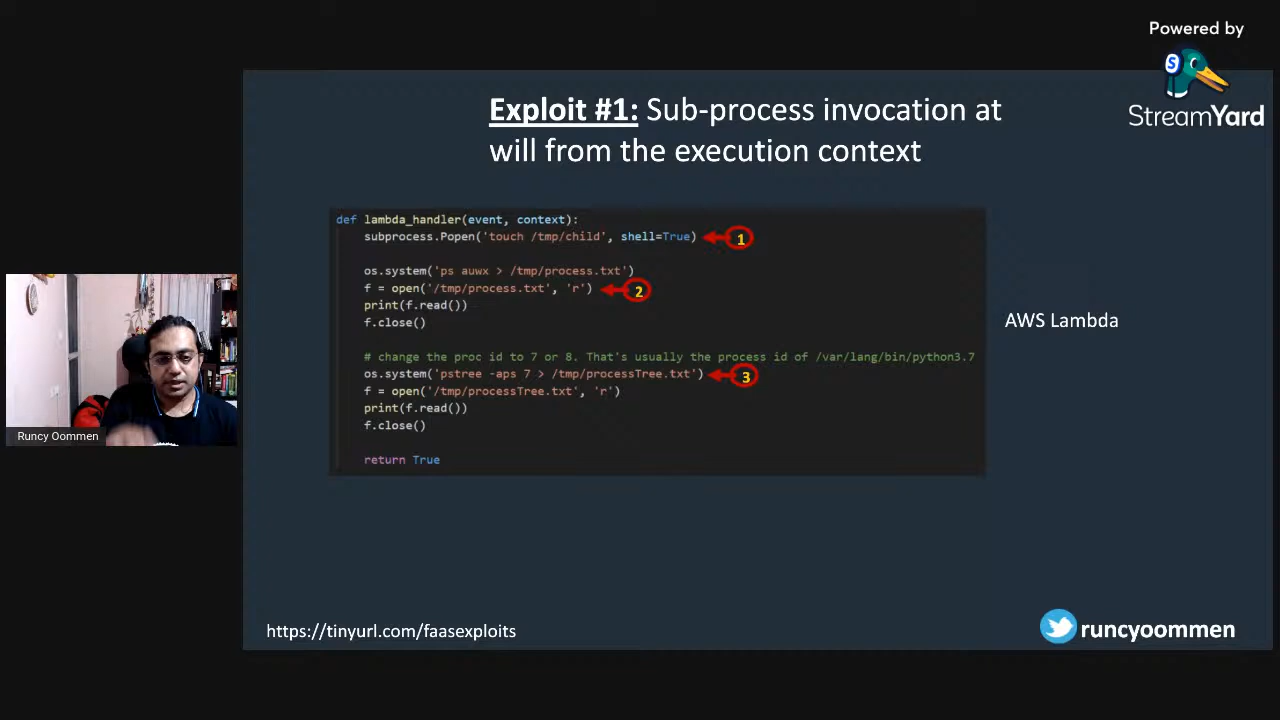 Powered by
StreamYard
Exploit #1: Sub-process invocation at
will from the execution context
def lambda_handler(event, context):
    subprocess.Popen('touch /tmp/child', shell=True)
1
    os.system('ps auwx > /tmp/process.txt')
    f = open('/tmp/process.txt', 'r')
2
    print(f.read())
    f.close()
    # change the proc id to 7 or 8. That's usually the process id of /var/lang/bin/python3.7
    os.system('pstree -aps 7 > /tmp/processTree.txt')
3
    f = open('/tmp/processTree.txt', 'r')
    print(f.read())
    f.close()
    return True
AWS Lambda
Runcy Oommen
https://tinyurl.com/faasexploits
runcyoommen